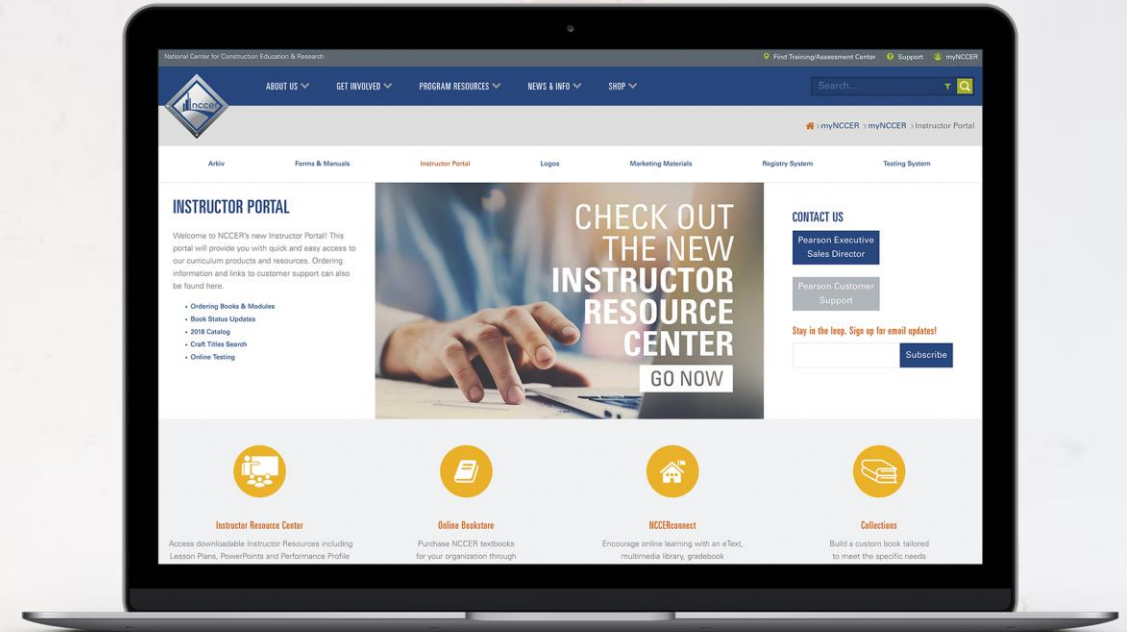 National Center for Construction Education & Research
Find Training/Assessment Center
Support
myNCCER
nccer
ABOUT US
GET INVOLVED
PROGRAM RESOURCES
NEWS & INFO
SHOP
Search...
>myNCCER >myNCCER >Instructor Portal
Arkiv
Forms & Manuals
Instructor Portal
Logos
Marketing Materials
Registry System
Testing System
INSTRUCTOR PORTAL
Welcome to NCCER's new Instructor Portal! This
portal will provide you with quick and easy access to
our curriculum products and resources. Ordering
information and links to customer support can also
be found here.
• Ordering Books & Modules
• Book Status Updates
• 2018 Catalog
• Craft Titles Search
• Online Testing
CHECK OUT
THE NEW
INSTRUCTOR
RESOURCE
CENTER
GO NOW
CONTACT US
Pearson Executive
Sales Director
Pearson Customer
Support
Stay in the loop. Sign up for email updates!
Subscribe
Instructor Resource Center
Access downloadable Instructor Resources including
Lesson Plans, PowerPoints and Performance Profile
Online Bookstore
Purchase NCCER textbooks
for your organization through
NCCERconnect
Encourage online learning with an eText,
multimedia library, gradebook
Collections
Build a custom book tailored
to meet the specific needs